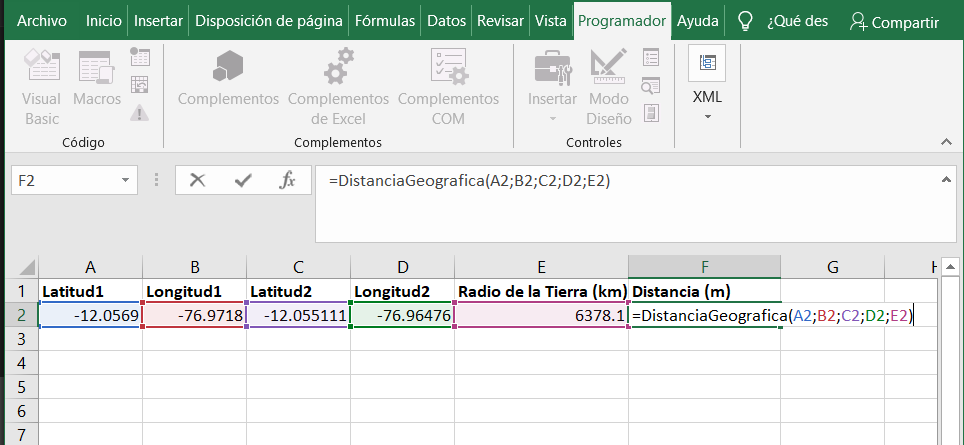 Archivo Inicio Insertar Disposición de página Fórmulas Datos Revisar Vista Programador Ayuda ¿Qué des Compartir
Visual Basic
Macros
Código
Complementos
Complementos de Excel
Complementos COM
Complementos
Insertar
Modo Diseño
Controles
XML
F2 fx =DistanciaGeografica(A2;B2;C2;D2;E2)
A B C D E F G H
1 Latitud1 Longitud1 Latitud2 Longitud2 Radio de la Tierra (km) Distancia (m)
2 -12.0569 -76.9718 -12.055111 -76.96476 6378.1 =DistanciaGeografica(A2;B2;C2;D2;E2)
3
4
5
6
7